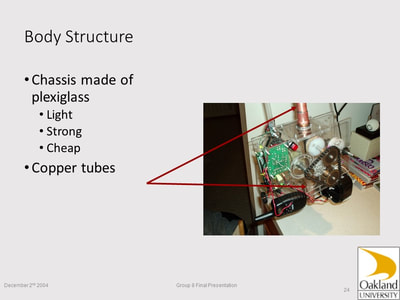 Body Structure
• Chassis made of
plexiglass
• Light
• Strong
• Cheap
• Copper tubes
December 2nd 2004
Group 8 Final Presentation
24
Oakland
UNIVERSITY